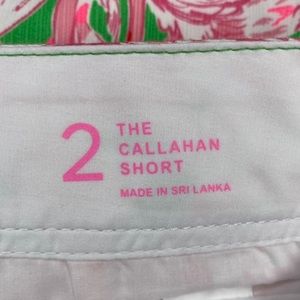 2
THE
CALLAHAN
SHORT
MADE IN SRI LANKA